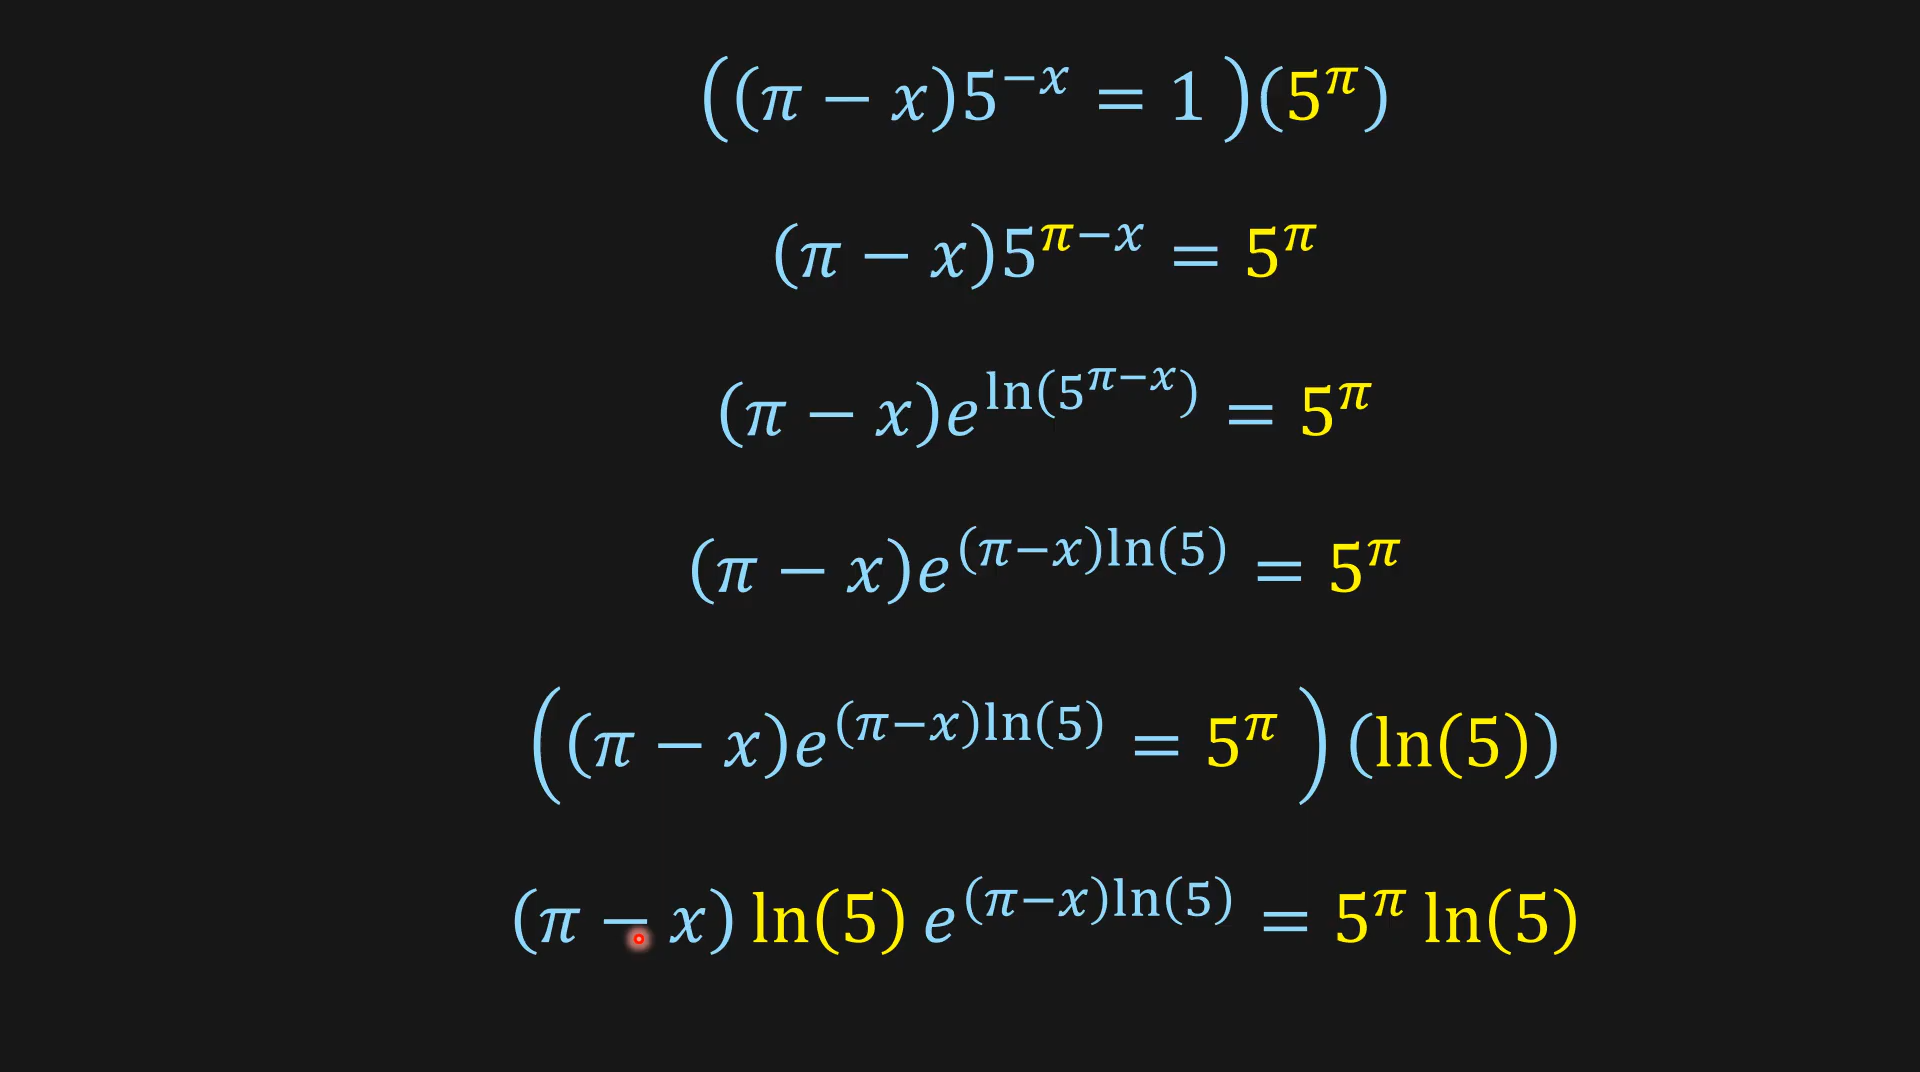 ((π − x)5^{−x} = 1)(5^π)
(π − x)5^{π−x} = 5^π
(π − x)e^{ln(5^{π−x})} = 5^π
(π − x)e^{(π−x)ln(5)} = 5^π
((π − x)e^{(π−x)ln(5)} = 5^π)(ln(5))
(π − x) ln(5) e^{(π−x)ln(5)} = 5^π ln(5)